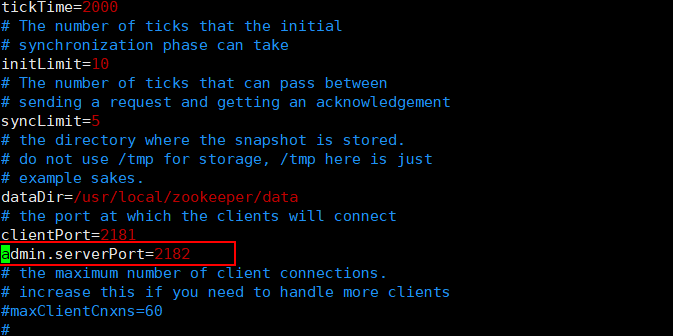 tickTime=2000
# The number of ticks that the initial
# synchronization phase can take
initLimit=10
# The number of ticks that can pass between
# sending a request and getting an acknowledgement
syncLimit=5
# the directory where the snapshot is stored.
# do not use /tmp for storage, /tmp here is just
# example sakes.
dataDir=/usr/local/zookeeper/data
# the port at which the clients will connect
clientPort=2181
admin.serverPort=2182
# the maximum number of client connections.
# increase this if you need to handle more clients
#maxClientCnxns=60
#